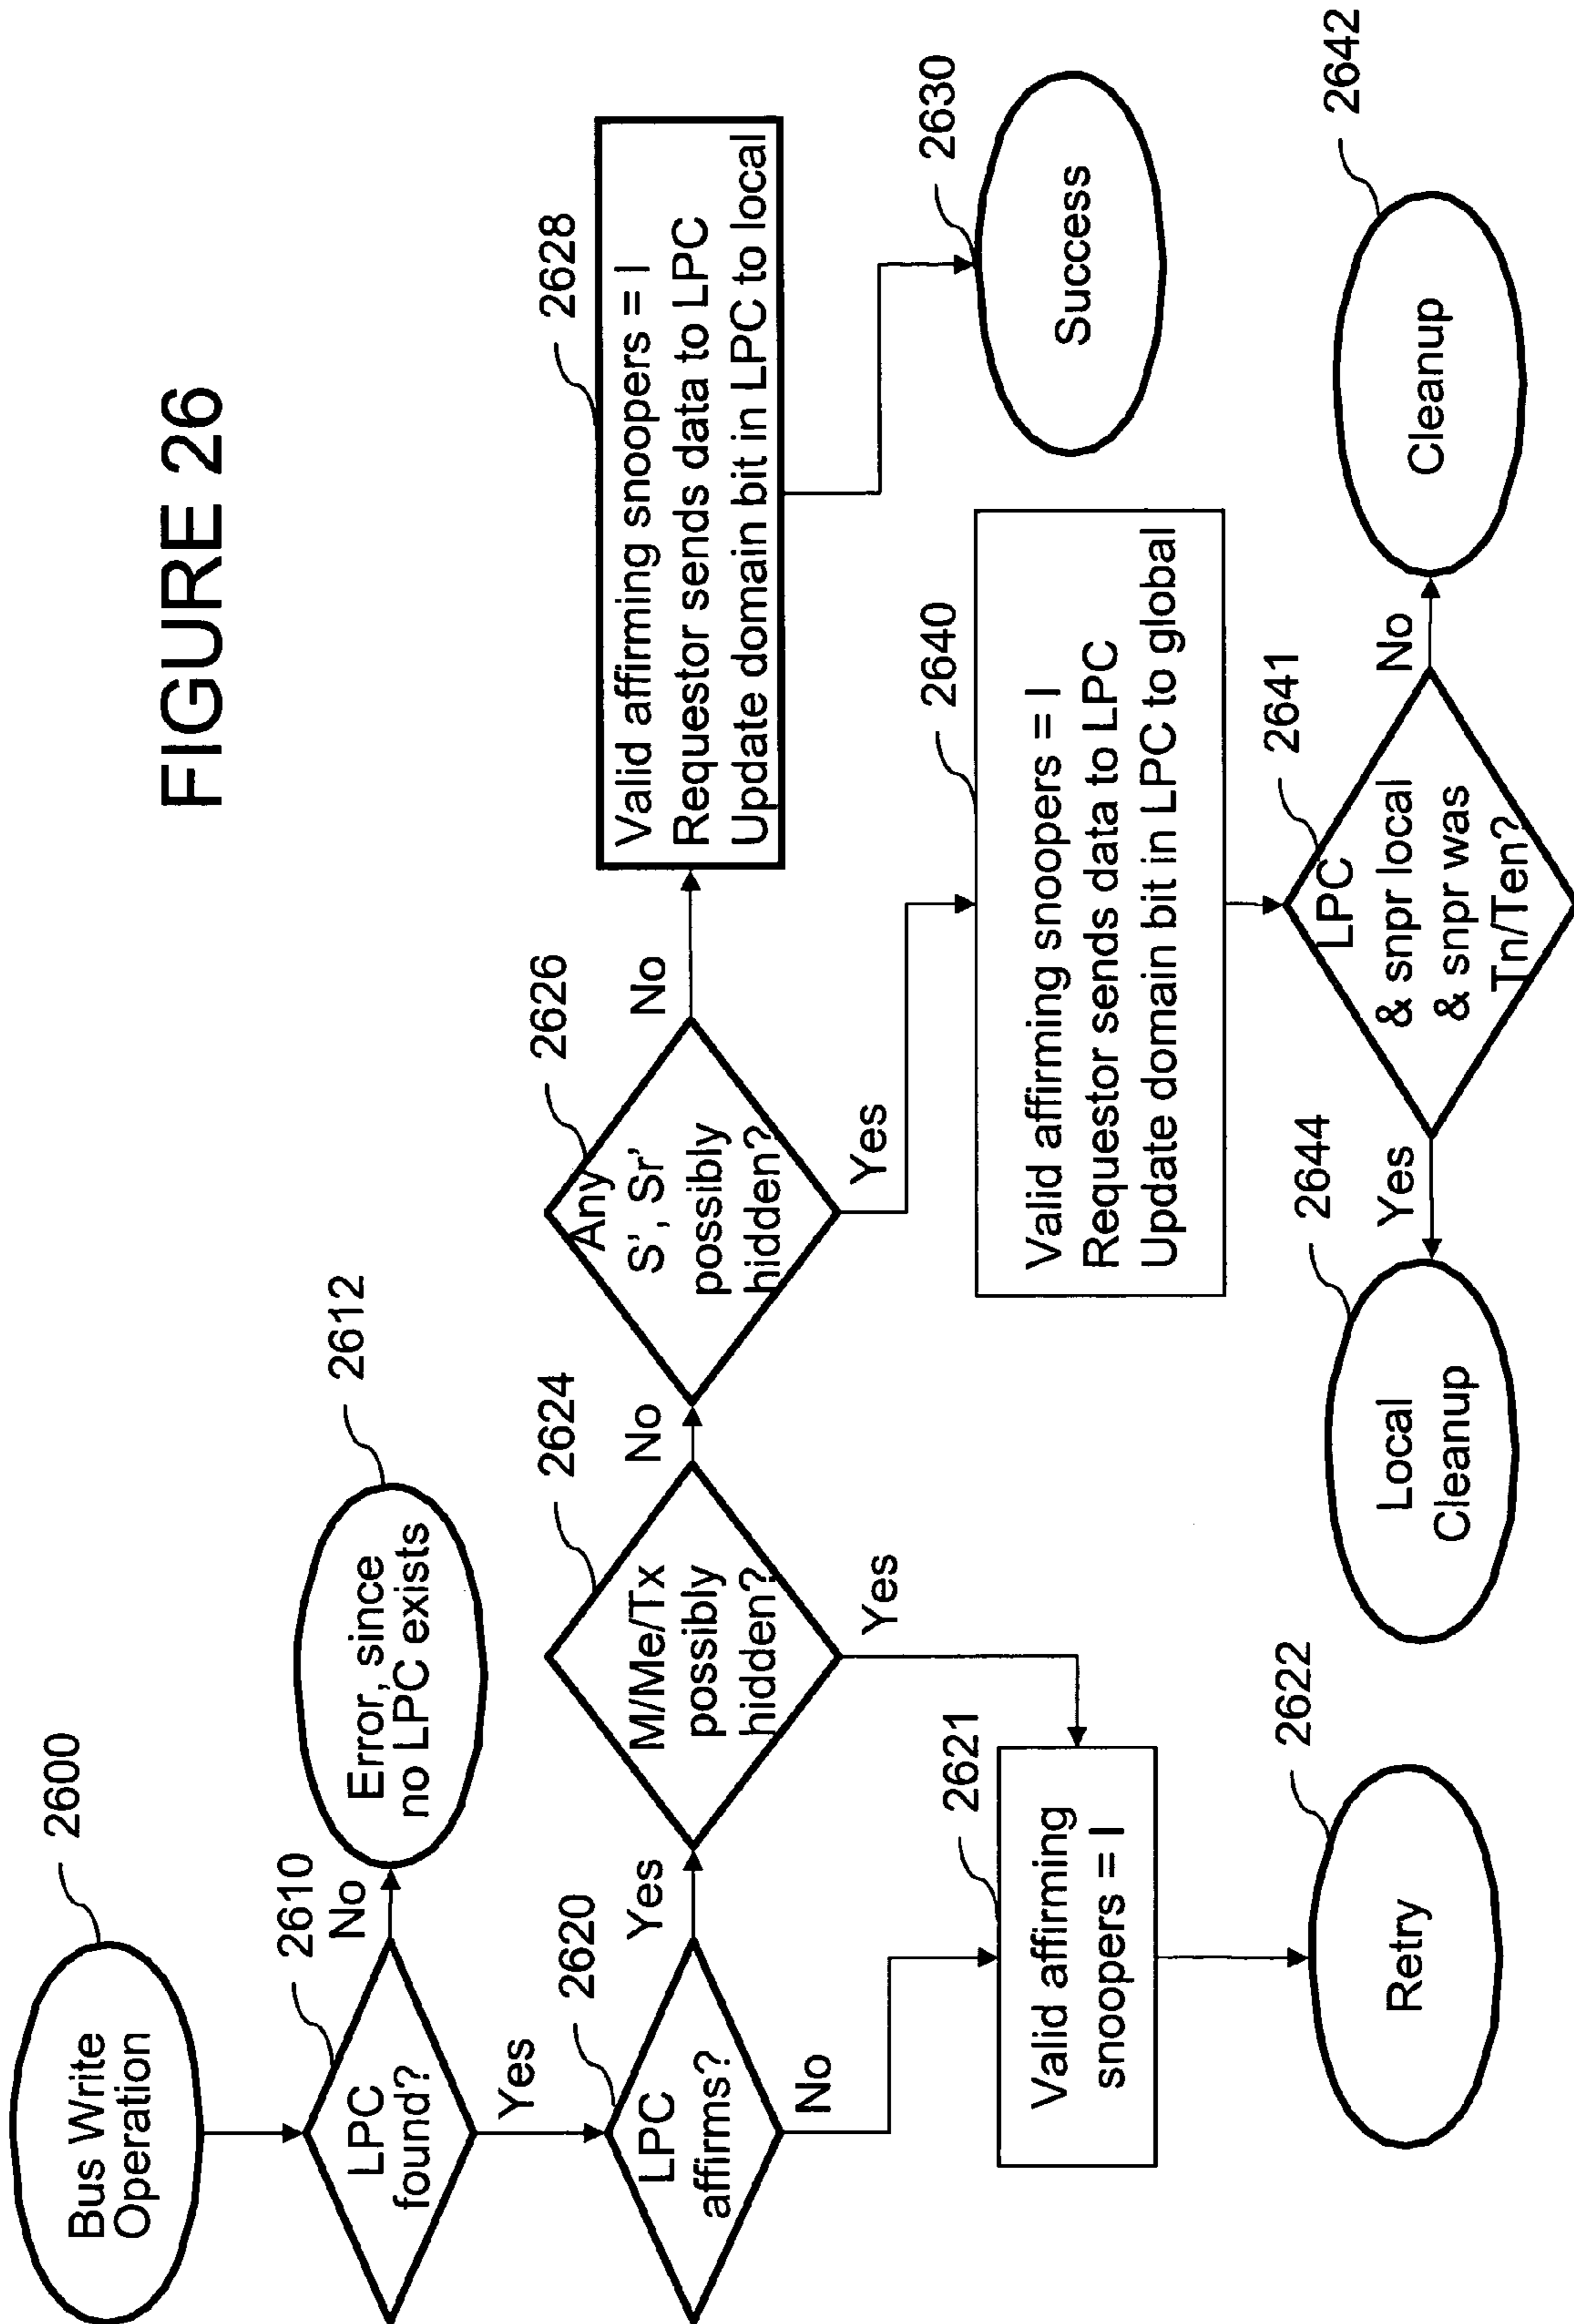 FIGURE 26
Bus Write
Operation
2600
LPC
found?
2610
No
Yes
Error, since
no LPC exists
2612
LPC
affirms?
2620
Yes
No
M/Me/Tx
possibly
hidden?
2624
No
Yes
Any
S', Sr'
possibly
hidden?
2626
No
Yes
Valid affirming snoopers = I
Requestor sends data to LPC
Update domain bit in LPC to local
2628
Success
2630
Valid affirming
snoopers = I
2621
Retry
2622
Valid affirming snoopers = I
Requestor sends data to LPC
Update domain bit in LPC to global
2640
LPC
& snpr local
& snpr was
Tn/Ten?
2641
Yes
No
Local
Cleanup
2644
Cleanup
2642